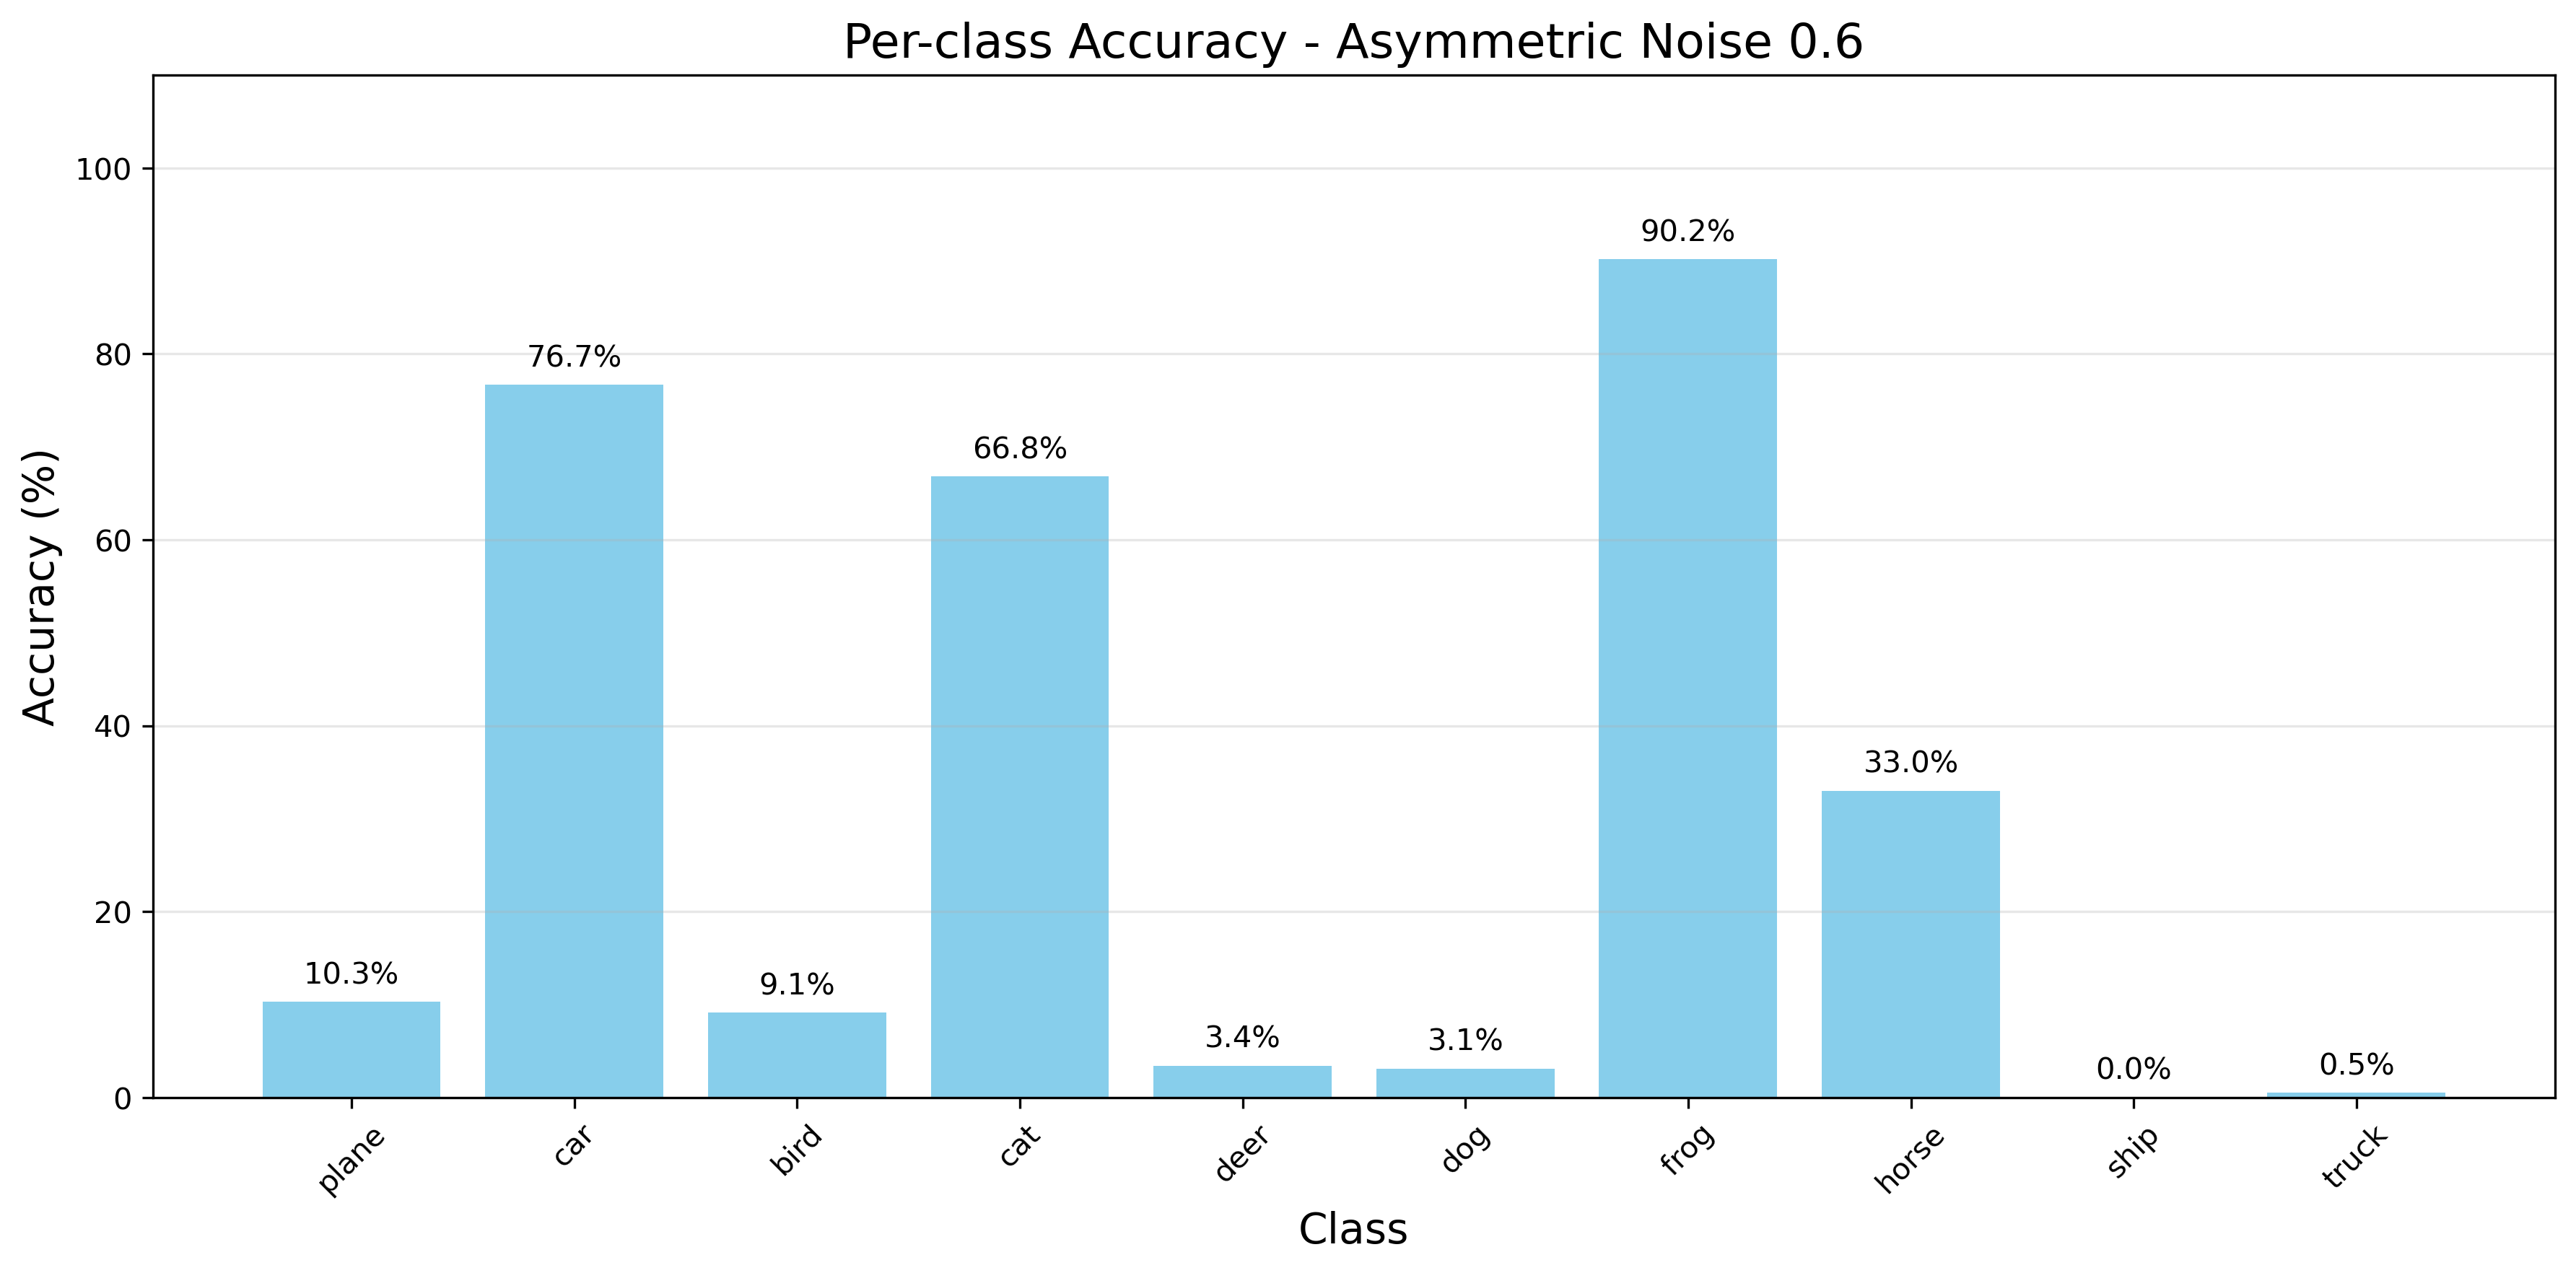 Per-class Accuracy - Asymmetric Noise 0.6
Accuracy (%)
100
80
60
40
20
0
10.3%
76.7%
9.1%
66.8%
3.4%
3.1%
90.2%
33.0%
0.0%
0.5%
plane
car
bird
cat
deer
dog
frog
horse
ship
truck
Class